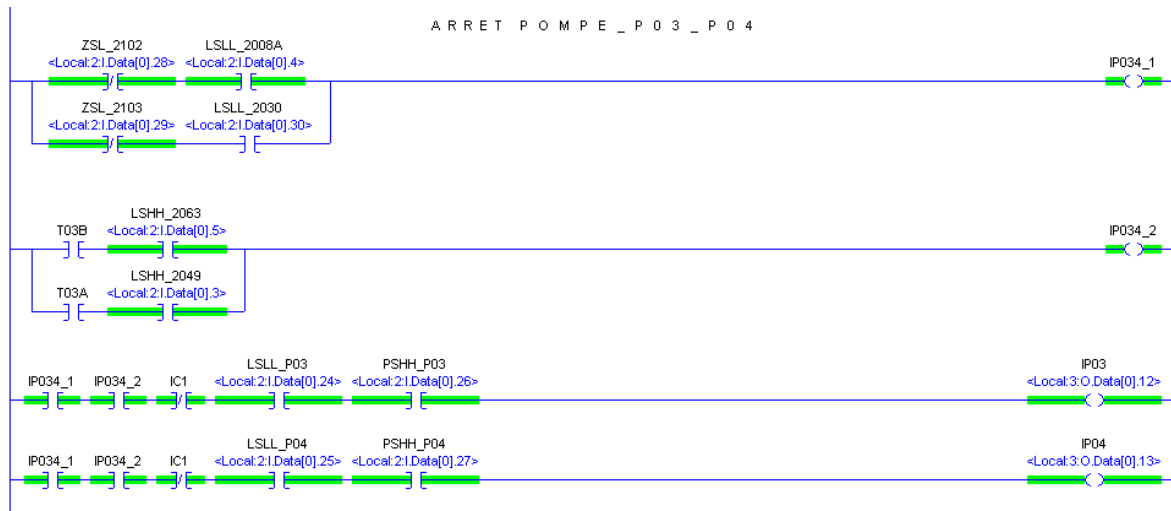 ARRET POMPE_P03_P04
ZSL_2102 LSLL_2008A
<Local:2:I.Data[0].28> <Local:2:I.Data[0].4> IP034_1
ZSL_2103 LSLL_2030
<Local:2:I.Data[0].29> <Local:2:I.Data[0].30>
LSHH_2063
T03B <Local:2:I.Data[0].5> IP034_2
LSHH_2049
T03A <Local:2:I.Data[0].3>
LSLL_P03 PSHH_P03 IP03
IP034_1 IP034_2 IC1 <Local:2:I.Data[0].24> <Local:2:I.Data[0].26> <Local:3:O.Data[0].12>
LSLL_P04 PSHH_P04 IP04
IP034_1 IP034_2 IC1 <Local:2:I.Data[0].25> <Local:2:I.Data[0].27> <Local:3:O.Data[0].13>